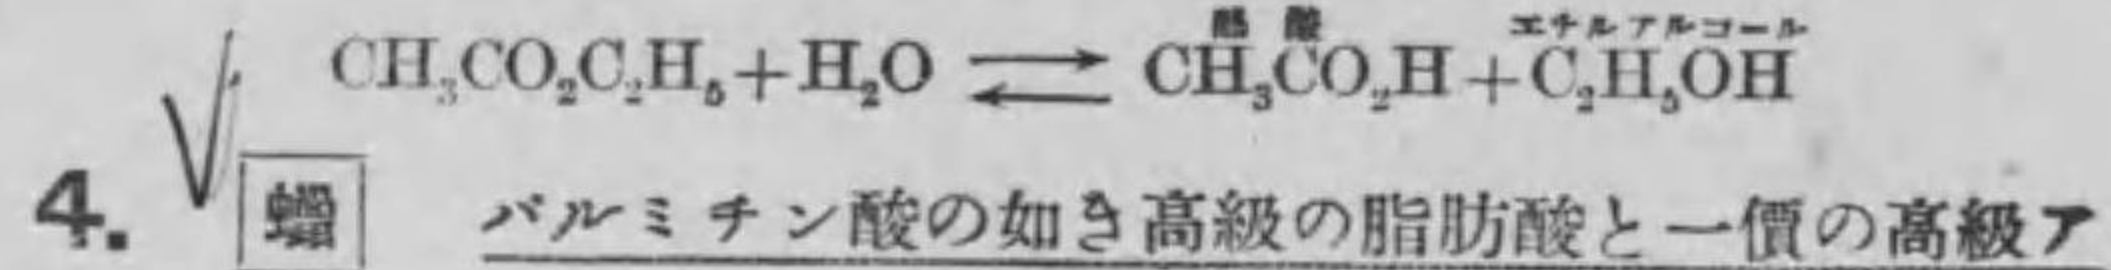 醋酸 エチルアルコール
CH₃CO₂C₂H₅+H₂O ⇄ CH₃CO₂H+C₂H₅OH
4. 蠟 パルミチン酸の如き高級の脂肪酸と一價の高級ア